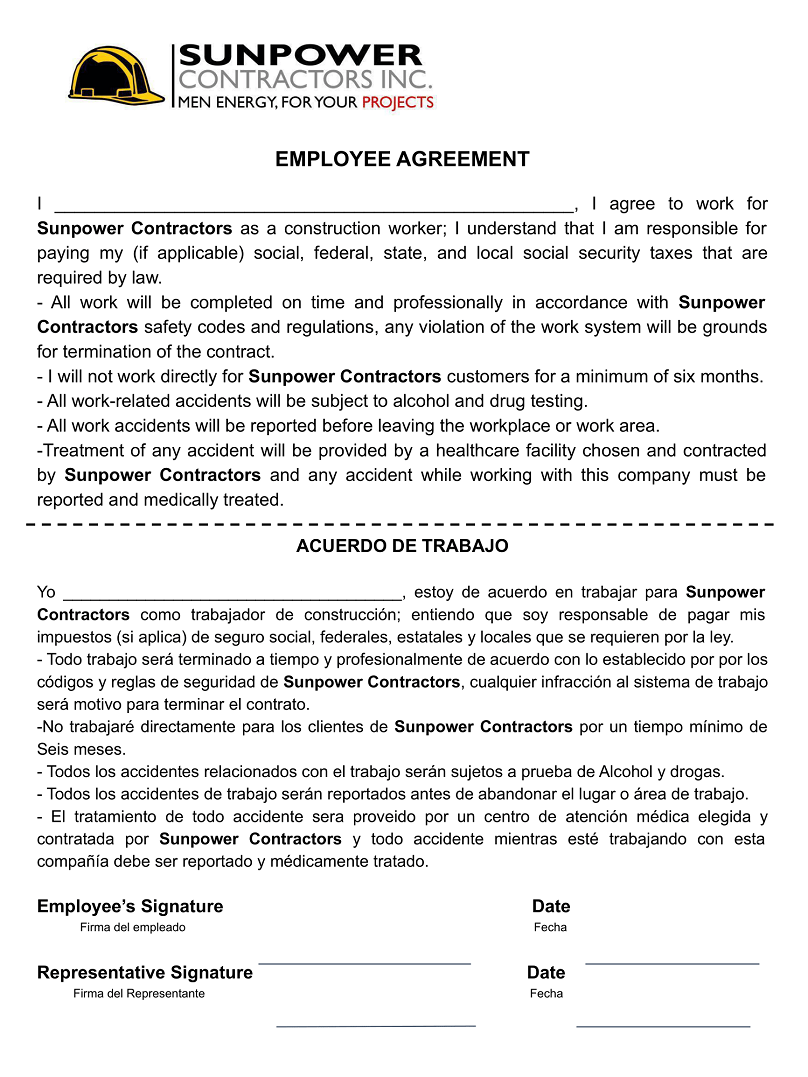 SUNPOWER
CONTRACTORS INC.
MEN ENERGY, FOR YOUR PROJECTS
EMPLOYEE AGREEMENT
I ____________________________________________________, I agree to work for
Sunpower Contractors as a construction worker; I understand that I am responsible for
paying my (if applicable) social, federal, state, and local social security taxes that are
required by law.
- All work will be completed on time and professionally in accordance with Sunpower
Contractors safety codes and regulations, any violation of the work system will be grounds
for termination of the contract.
- I will not work directly for Sunpower Contractors customers for a minimum of six months.
- All work-related accidents will be subject to alcohol and drug testing.
- All work accidents will be reported before leaving the workplace or work area.
-Treatment of any accident will be provided by a healthcare facility chosen and contracted
by Sunpower Contractors and any accident while working with this company must be
reported and medically treated.
ACUERDO DE TRABAJO
Yo ______________________________________, estoy de acuerdo en trabajar para Sunpower
Contractors como trabajador de construcción; entiendo que soy responsable de pagar mis
impuestos (si aplica) de seguro social, federales, estatales y locales que se requieren por la ley.
- Todo trabajo será terminado a tiempo y profesionalmente de acuerdo con lo establecido por por los
códigos y reglas de seguridad de Sunpower Contractors, cualquier infracción al sistema de trabajo
será motivo para terminar el contrato.
-No trabajaré directamente para los clientes de Sunpower Contractors por un tiempo mínimo de
Seis meses.
- Todos los accidentes relacionados con el trabajo serán sujetos a prueba de Alcohol y drogas.
- Todos los accidentes de trabajo serán reportados antes de abandonar el lugar o área de trabajo.
- El tratamiento de todo accidente sera proveido por un centro de atención médica elegida y
contratada por Sunpower Contractors y todo accidente mientras esté trabajando con esta
compañía debe ser reportado y médicamente tratado.
Employee’s Signature Date
Firma del empleado Fecha
Representative Signature Date
Firma del Representante Fecha